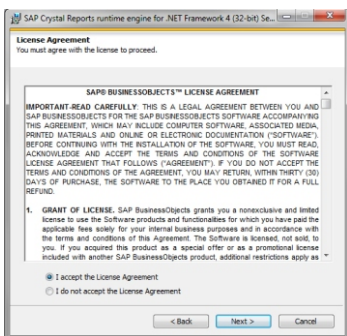 SAP Crystal Reports runtime engine for .NET Framework 4 (32-bit) Se...
License Agreement
You must agree with the license to proceed.
SAP® BUSINESSOBJECTS™ LICENSE AGREEMENT
IMPORTANT-READ CAREFULLY: THIS IS A LEGAL AGREEMENT BETWEEN YOU AND
SAP BUSINESSOBJECTS FOR THE SAP BUSINESSOBJECTS SOFTWARE ACCOMPANYING
THIS AGREEMENT, WHICH MAY INCLUDE COMPUTER SOFTWARE, ASSOCIATED MEDIA,
PRINTED MATERIALS AND ONLINE OR ELECTRONIC DOCUMENTATION ("SOFTWARE").
BEFORE CONTINUING WITH THE INSTALLATION OF THE SOFTWARE, YOU MUST READ,
ACKNOWLEDGE AND ACCEPT THE TERMS AND CONDITIONS OF THE SOFTWARE
LICENSE AGREEMENT THAT FOLLOWS ("AGREEMENT"). IF YOU DO NOT ACCEPT THE
TERMS AND CONDITIONS OF THE AGREEMENT, YOU MAY RETURN, WITHIN THIRTY (30)
DAYS OF PURCHASE, THE SOFTWARE TO THE PLACE YOU OBTAINED IT FOR A FULL
REFUND.
1. GRANT OF LICENSE. SAP BusinessObjects grants you a nonexclusive and limited
license to use the Software products and functionalities for which you have paid the
applicable fees solely for your internal business purposes and in accordance with
the terms and conditions of this Agreement. The Software is licensed, not sold, to
you. If you acquired this product as a special offer or as a promotional license
included with another SAP BusinessObjects product, additional restrictions apply as
I accept the License Agreement
I do not accept the License Agreement
< Back
Next >
Cancel